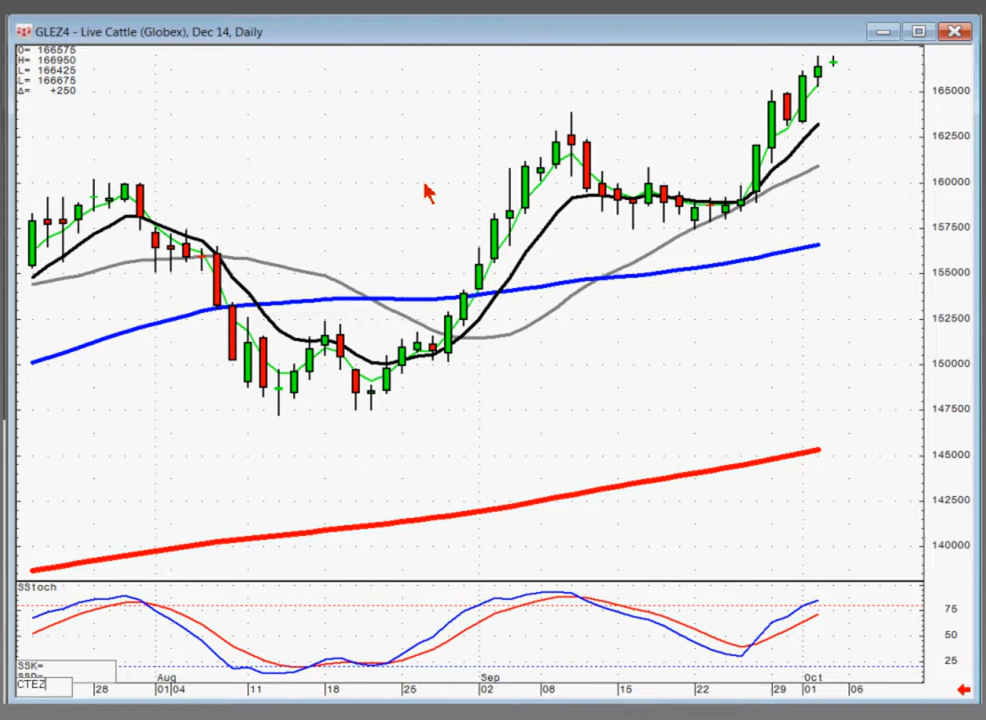 GLEZ4 - Live Cattle (Globex), Dec 14, Daily
O= 166575
H= 166950
L= 166425
L= 166675
Δ= +250
165000
162500
160000
157500
155000
152500
150000
147500
145000
142500
140000
SStoch
75
50
25
SSK=
CTEZ
Aug Sep Oct
28 01 04 11 18 25 02 08 15 22 29 01 06